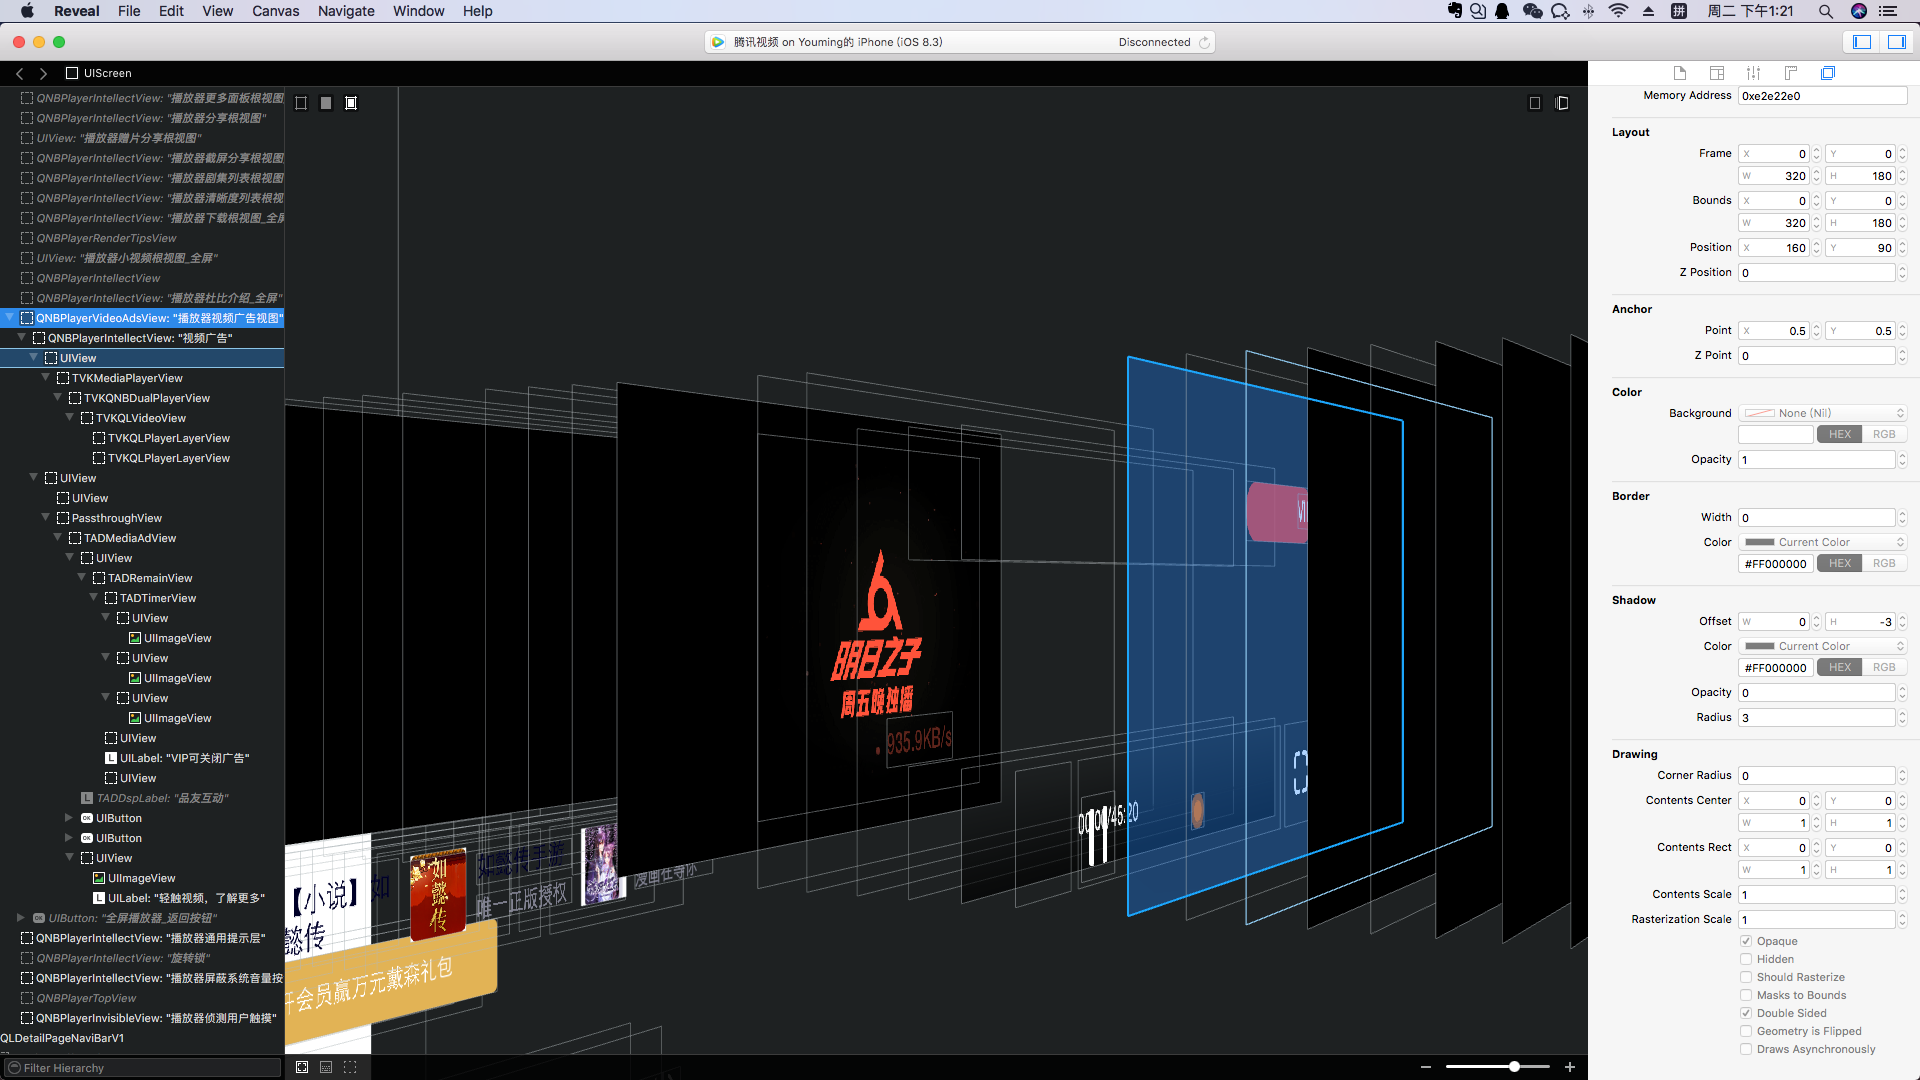 Reveal File Edit View Canvas Navigate Window Help 拼 周二 下午1:21
腾讯视频 on Youming的 iPhone (iOS 8.3) Disconnected
UIScreen
QNBPlayerIntellectView: "播放器更多面板根视图
QNBPlayerIntellectView: "播放器分享根视图"
UIView: "播放器赠片分享根视图"
QNBPlayerIntellectView: "播放器截屏分享根视图
QNBPlayerIntellectView: "播放器剧集列表根视图
QNBPlayerIntellectView: "播放器清晰度列表根视
QNBPlayerIntellectView: "播放器下载根视图_全屏
QNBPlayerRenderTipsView
UIView: "播放器小视频根视图_全屏"
QNBPlayerIntellectView
QNBPlayerIntellectView: "播放器杜比介绍_全屏"
QNBPlayerVideoAdsView: "播放器视频广告视图"
QNBPlayerIntellectView: "视频广告"
UIView
TVKMediaPlayerView
TVKQNBDualPlayerView
TVKQLVideoView
TVKQLPlayerLayerView
TVKQLPlayerLayerView
UIView
UIView
PassthroughView
TADMediaAdView
UIView
TADRemainView
TADTimerView
UIView
UIImageView
UIView
UIImageView
UIView
UIImageView
UIView
L UILabel: "VIP可关闭广告"
UIView
L TADDspLabel: "品友互动"
OK UIButton
OK UIButton
UIView
UIImageView
L UILabel: "轻触视频，了解更多"
OK UIButton: "全屏播放器_返回按钮"
QNBPlayerIntellectView: "播放器通用提示层"
QNBPlayerIntellectView: "旋转锁"
QNBPlayerIntellectView: "播放器屏蔽系统音量按
QNBPlayerTopView
QNBPlayerInvisibleView: "播放器侦测用户触摸"
QLDetailPageNaviBarV1
Filter Hierarchy
明日之子
周五晚独播
935.9KB/s
【小说】如
懿传
如懿传
如懿传手游
唯一正版授权
漫画在等你
开会员赢万元戴森礼包
Memory Address 0xe2e22e0
Layout
Frame X 0 Y 0
W 320 H 180
Bounds X 0 Y 0
W 320 H 180
Position X 160 Y 90
Z Position 0
Anchor
Point X 0.5 Y 0.5
Z Point 0
Color
Background None (Nil)
HEX RGB
Opacity 1
Border
Width 0
Color Current Color
#FF000000 HEX RGB
Shadow
Offset W 0 H -3
Color Current Color
#FF000000 HEX RGB
Opacity 0
Radius 3
Drawing
Corner Radius 0
Contents Center X 0 Y 0
W 1 H 1
Contents Rect X 0 Y 0
W 1 H 1
Contents Scale 1
Rasterization Scale 1
Opaque
Hidden
Should Rasterize
Masks to Bounds
Double Sided
Geometry is Flipped
Draws Asynchronously